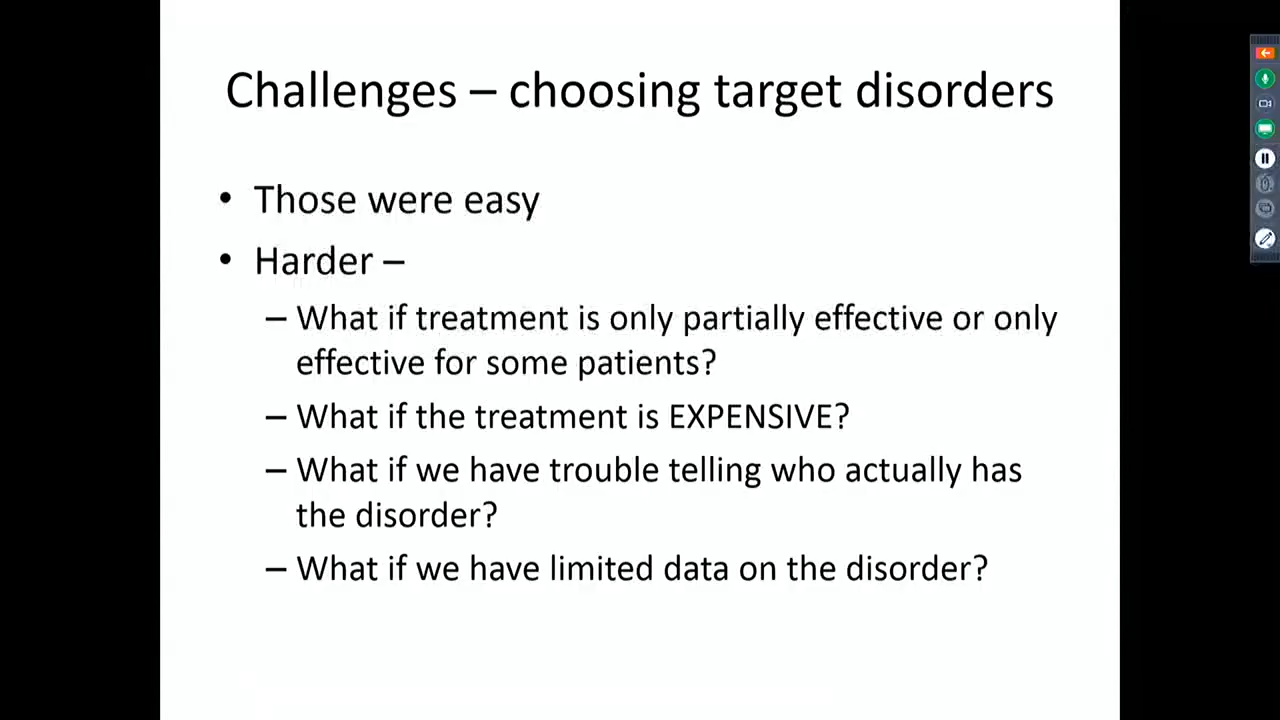 Challenges – choosing target disorders
• Those were easy
• Harder –
– What if treatment is only partially effective or only
effective for some patients?
– What if the treatment is EXPENSIVE?
– What if we have trouble telling who actually has
the disorder?
– What if we have limited data on the disorder?